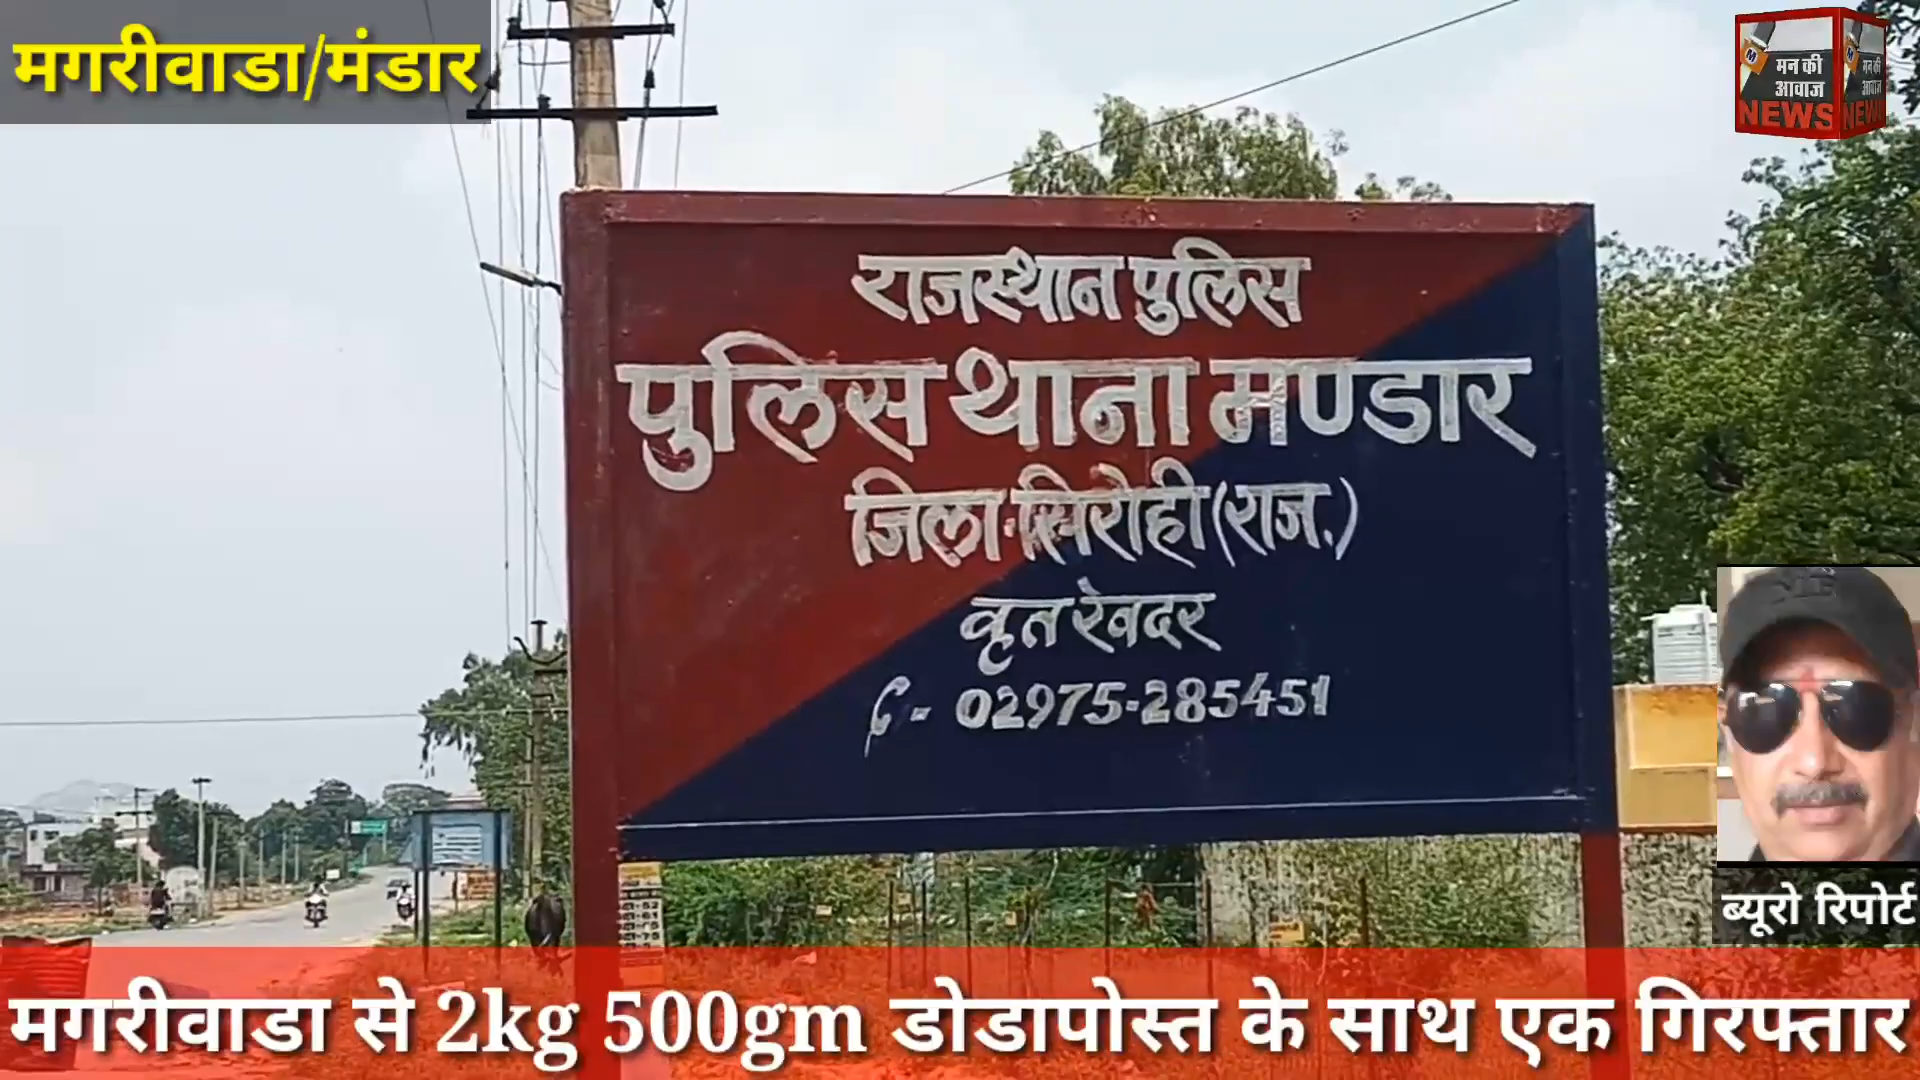 मगरीवाडा/मंडार
मन की
आवाज
NEWS
राजस्थान पुलिस
पुलिस थाना मण्डार
जिला-सिरोही (राज.)
वृत रेवदर
02975-285451
ब्यूरो रिपोर्ट
मगरीवाडा से 2kg 500gm डोडापोस्त के साथ एक गिरफ्तार